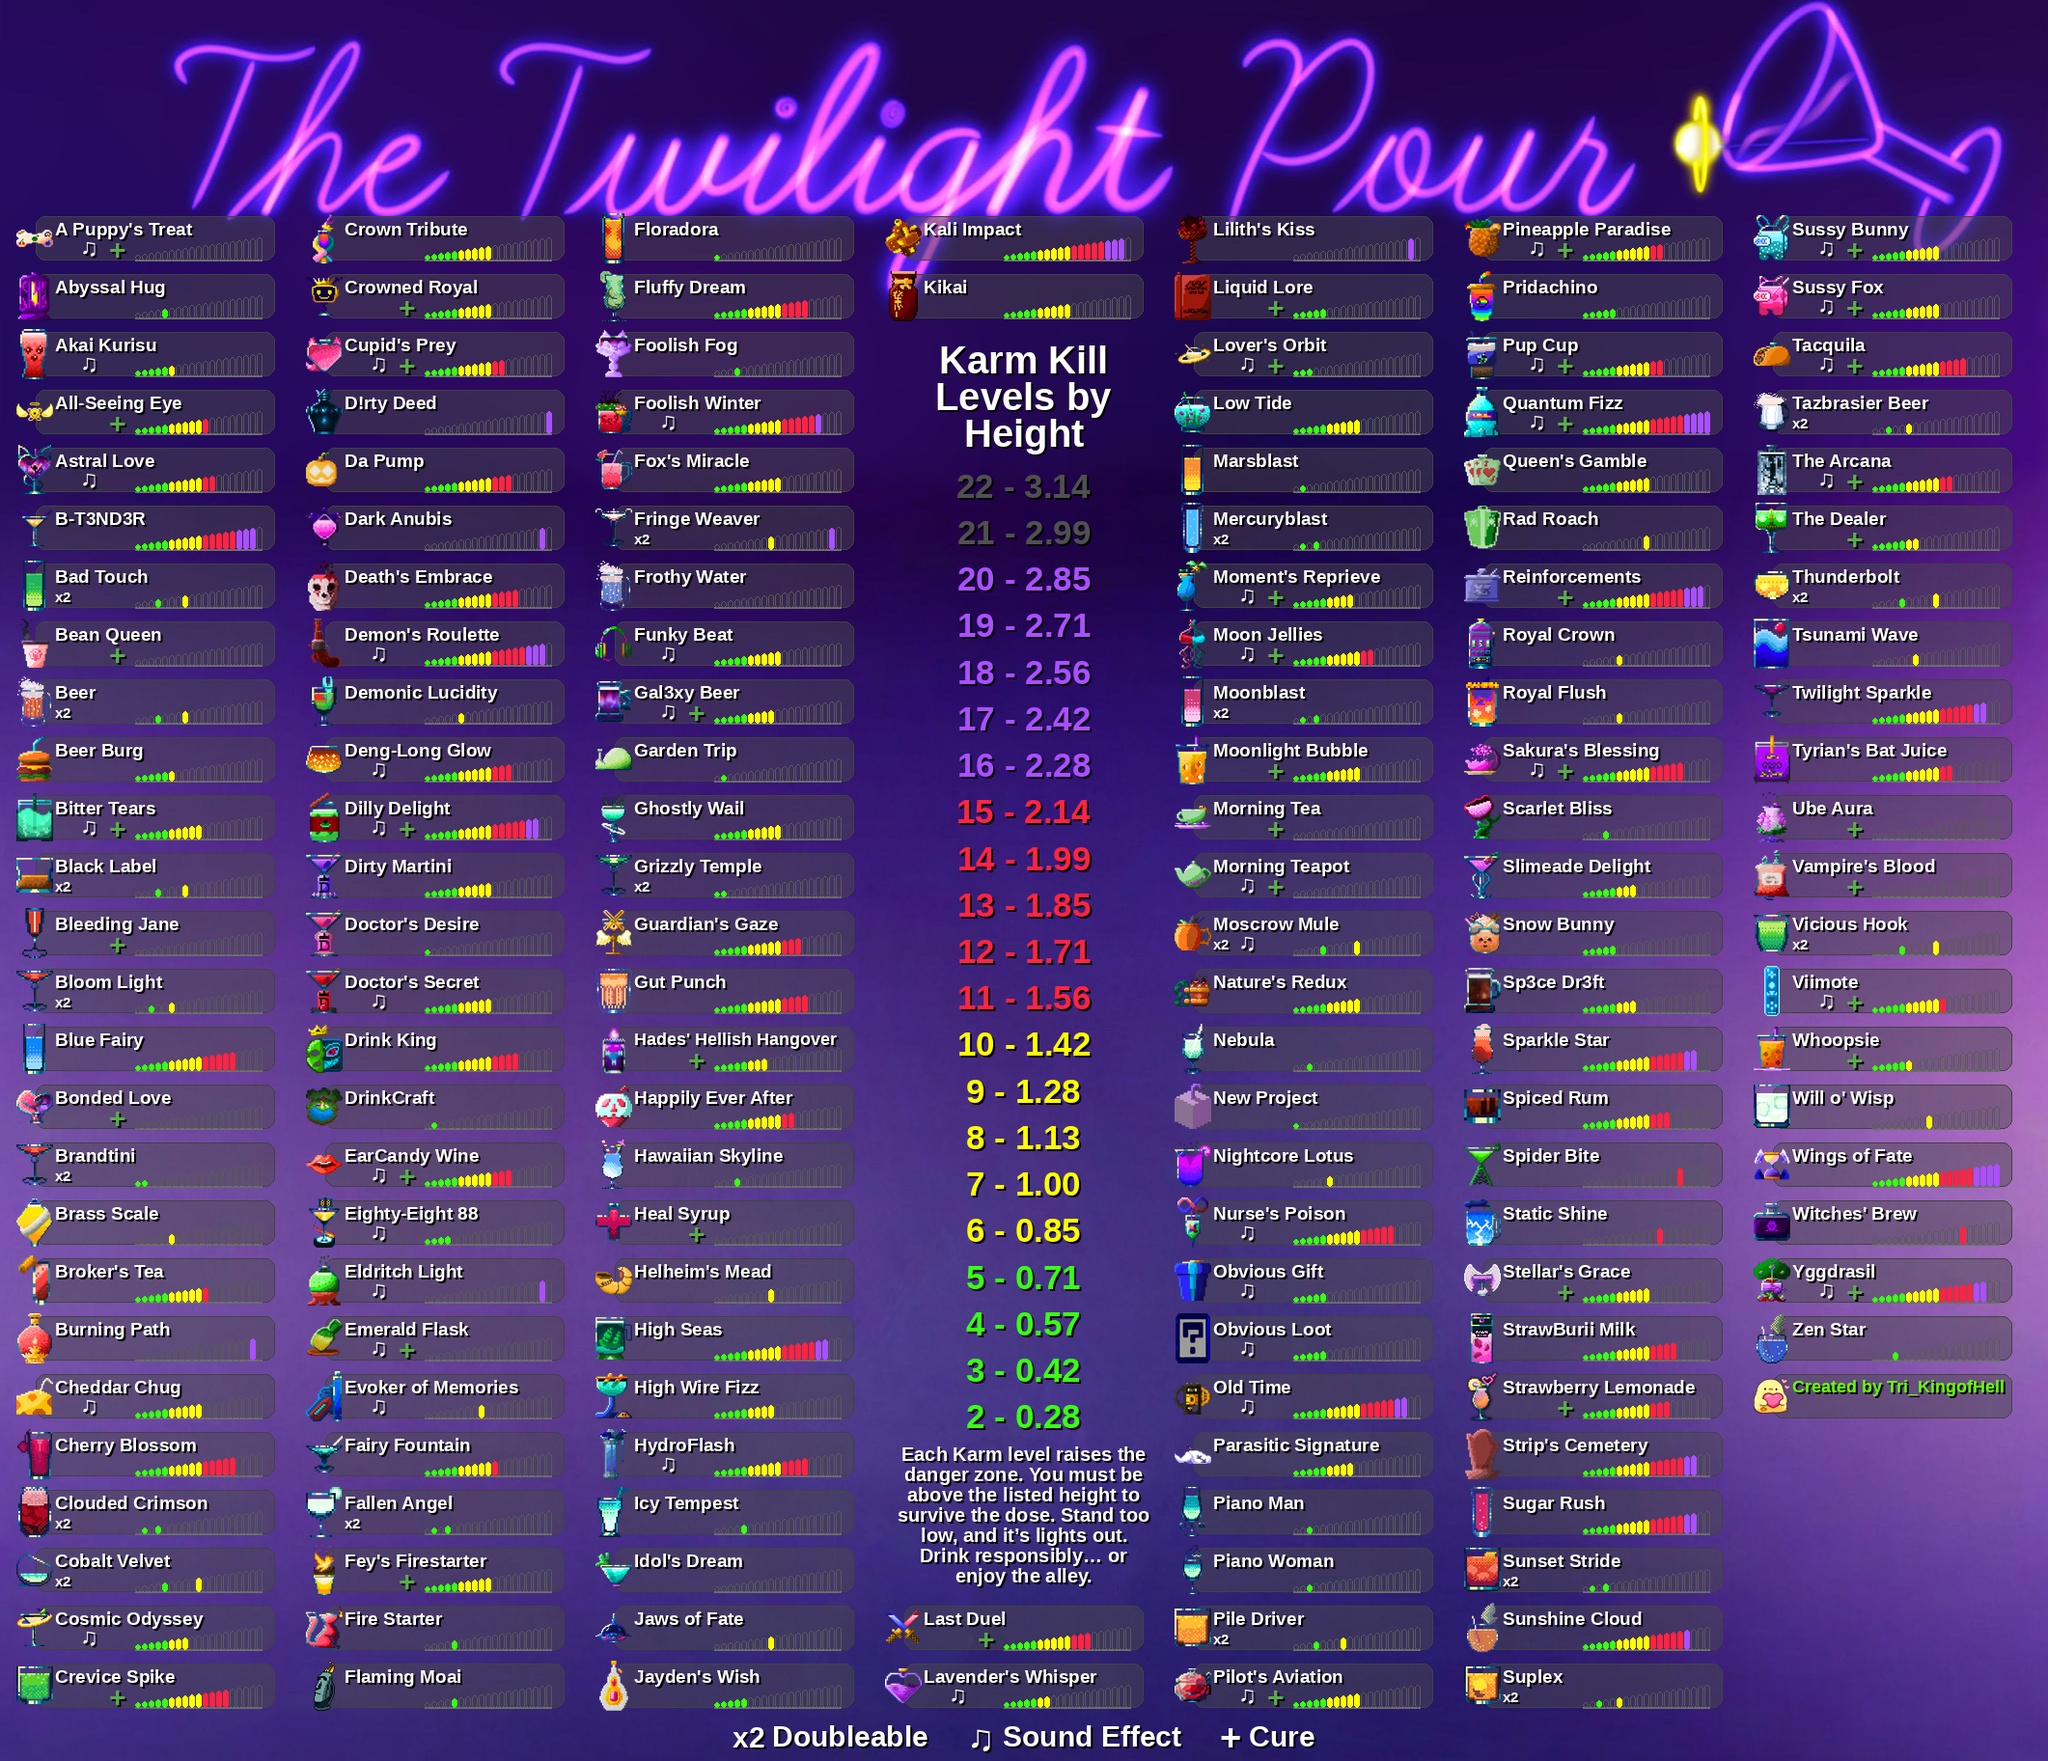 The Twilight Pour
A Puppy's Treat
♫ +
Abyssal Hug
Akai Kurisu
♫
All-Seeing Eye
+
Astral Love
♫
B-T3ND3R
Bad Touch
x2
Bean Queen
+
Beer
x2
Beer Burg
Bitter Tears
♫ +
Black Label
x2
Bleeding Jane
+
Bloom Light
x2
Blue Fairy
Bonded Love
+
Brandtini
x2
Brass Scale
Broker's Tea
Burning Path
Cheddar Chug
♫
Cherry Blossom
Clouded Crimson
x2
Cobalt Velvet
x2
Cosmic Odyssey
♫
Crevice Spike
+
Crown Tribute
Crowned Royal
+
Cupid's Prey
♫ +
D!rty Deed
Da Pump
Dark Anubis
Death's Embrace
Demon's Roulette
♫
Demonic Lucidity
Deng-Long Glow
♫
Dilly Delight
♫ +
Dirty Martini
Doctor's Desire
Doctor's Secret
♫
Drink King
DrinkCraft
EarCandy Wine
♫ +
Eighty-Eight 88
♫
Eldritch Light
♫
Emerald Flask
♫ +
Evoker of Memories
♫
Fairy Fountain
Fallen Angel
x2
Fey's Firestarter
+
Fire Starter
Flaming Moai
Floradora
Fluffy Dream
Foolish Fog
Foolish Winter
♫
Fox's Miracle
Fringe Weaver
x2
Frothy Water
Funky Beat
♫
Gal3xy Beer
♫ +
Garden Trip
Ghostly Wail
Grizzly Temple
x2
Guardian's Gaze
Gut Punch
Hades' Hellish Hangover
+
Happily Ever After
Hawaiian Skyline
Heal Syrup
+
Helheim's Mead
High Seas
High Wire Fizz
HydroFlash
♫
Icy Tempest
Idol's Dream
Jaws of Fate
Jayden's Wish
Kali Impact
Kikai
Karm Kill
Levels by
Height
22 - 3.14
21 - 2.99
20 - 2.85
19 - 2.71
18 - 2.56
17 - 2.42
16 - 2.28
15 - 2.14
14 - 1.99
13 - 1.85
12 - 1.71
11 - 1.56
10 - 1.42
9 - 1.28
8 - 1.13
7 - 1.00
6 - 0.85
5 - 0.71
4 - 0.57
3 - 0.42
2 - 0.28
Each Karm level raises the
danger zone. You must be
above the listed height to
survive the dose. Stand too
low, and it's lights out.
Drink responsibly… or
enjoy the alley.
Last Duel
+
Lavender's Whisper
♫
Lilith's Kiss
Liquid Lore
+
Lover's Orbit
♫ +
Low Tide
Marsblast
Mercuryblast
x2
Moment's Reprieve
♫ +
Moon Jellies
♫ +
Moonblast
x2
Moonlight Bubble
+
Morning Tea
+
Morning Teapot
♫ +
Moscrow Mule
x2 ♫
Nature's Redux
Nebula
New Project
Nightcore Lotus
Nurse's Poison
♫
Obvious Gift
♫
Obvious Loot
♫
Old Time
♫
Parasitic Signature
Piano Man
Piano Woman
Pile Driver
x2
Pilot's Aviation
♫ +
Pineapple Paradise
♫ +
Pridachino
Pup Cup
♫ +
Quantum Fizz
♫ +
Queen's Gamble
Rad Roach
Reinforcements
+
Royal Crown
Royal Flush
Sakura's Blessing
♫ +
Scarlet Bliss
Slimeade Delight
Snow Bunny
Sp3ce Dr3ft
Sparkle Star
Spiced Rum
Spider Bite
Static Shine
Stellar's Grace
+
StrawBurii Milk
Strawberry Lemonade
+
Strip's Cemetery
Sugar Rush
Sunset Stride
x2
Sunshine Cloud
Suplex
x2
Sussy Bunny
♫ +
Sussy Fox
♫ +
Tacquila
♫ +
Tazbrasier Beer
x2
The Arcana
♫ +
The Dealer
+
Thunderbolt
x2
Tsunami Wave
Twilight Sparkle
Tyrian's Bat Juice
Ube Aura
+
Vampire's Blood
+
Vicious Hook
x2
Viimote
♫ +
Whoopsie
+
Will o' Wisp
Wings of Fate
Witches' Brew
Yggdrasil
♫ +
Zen Star
Created by Tri_KingofHell
x2 Doubleable ♫ Sound Effect + Cure